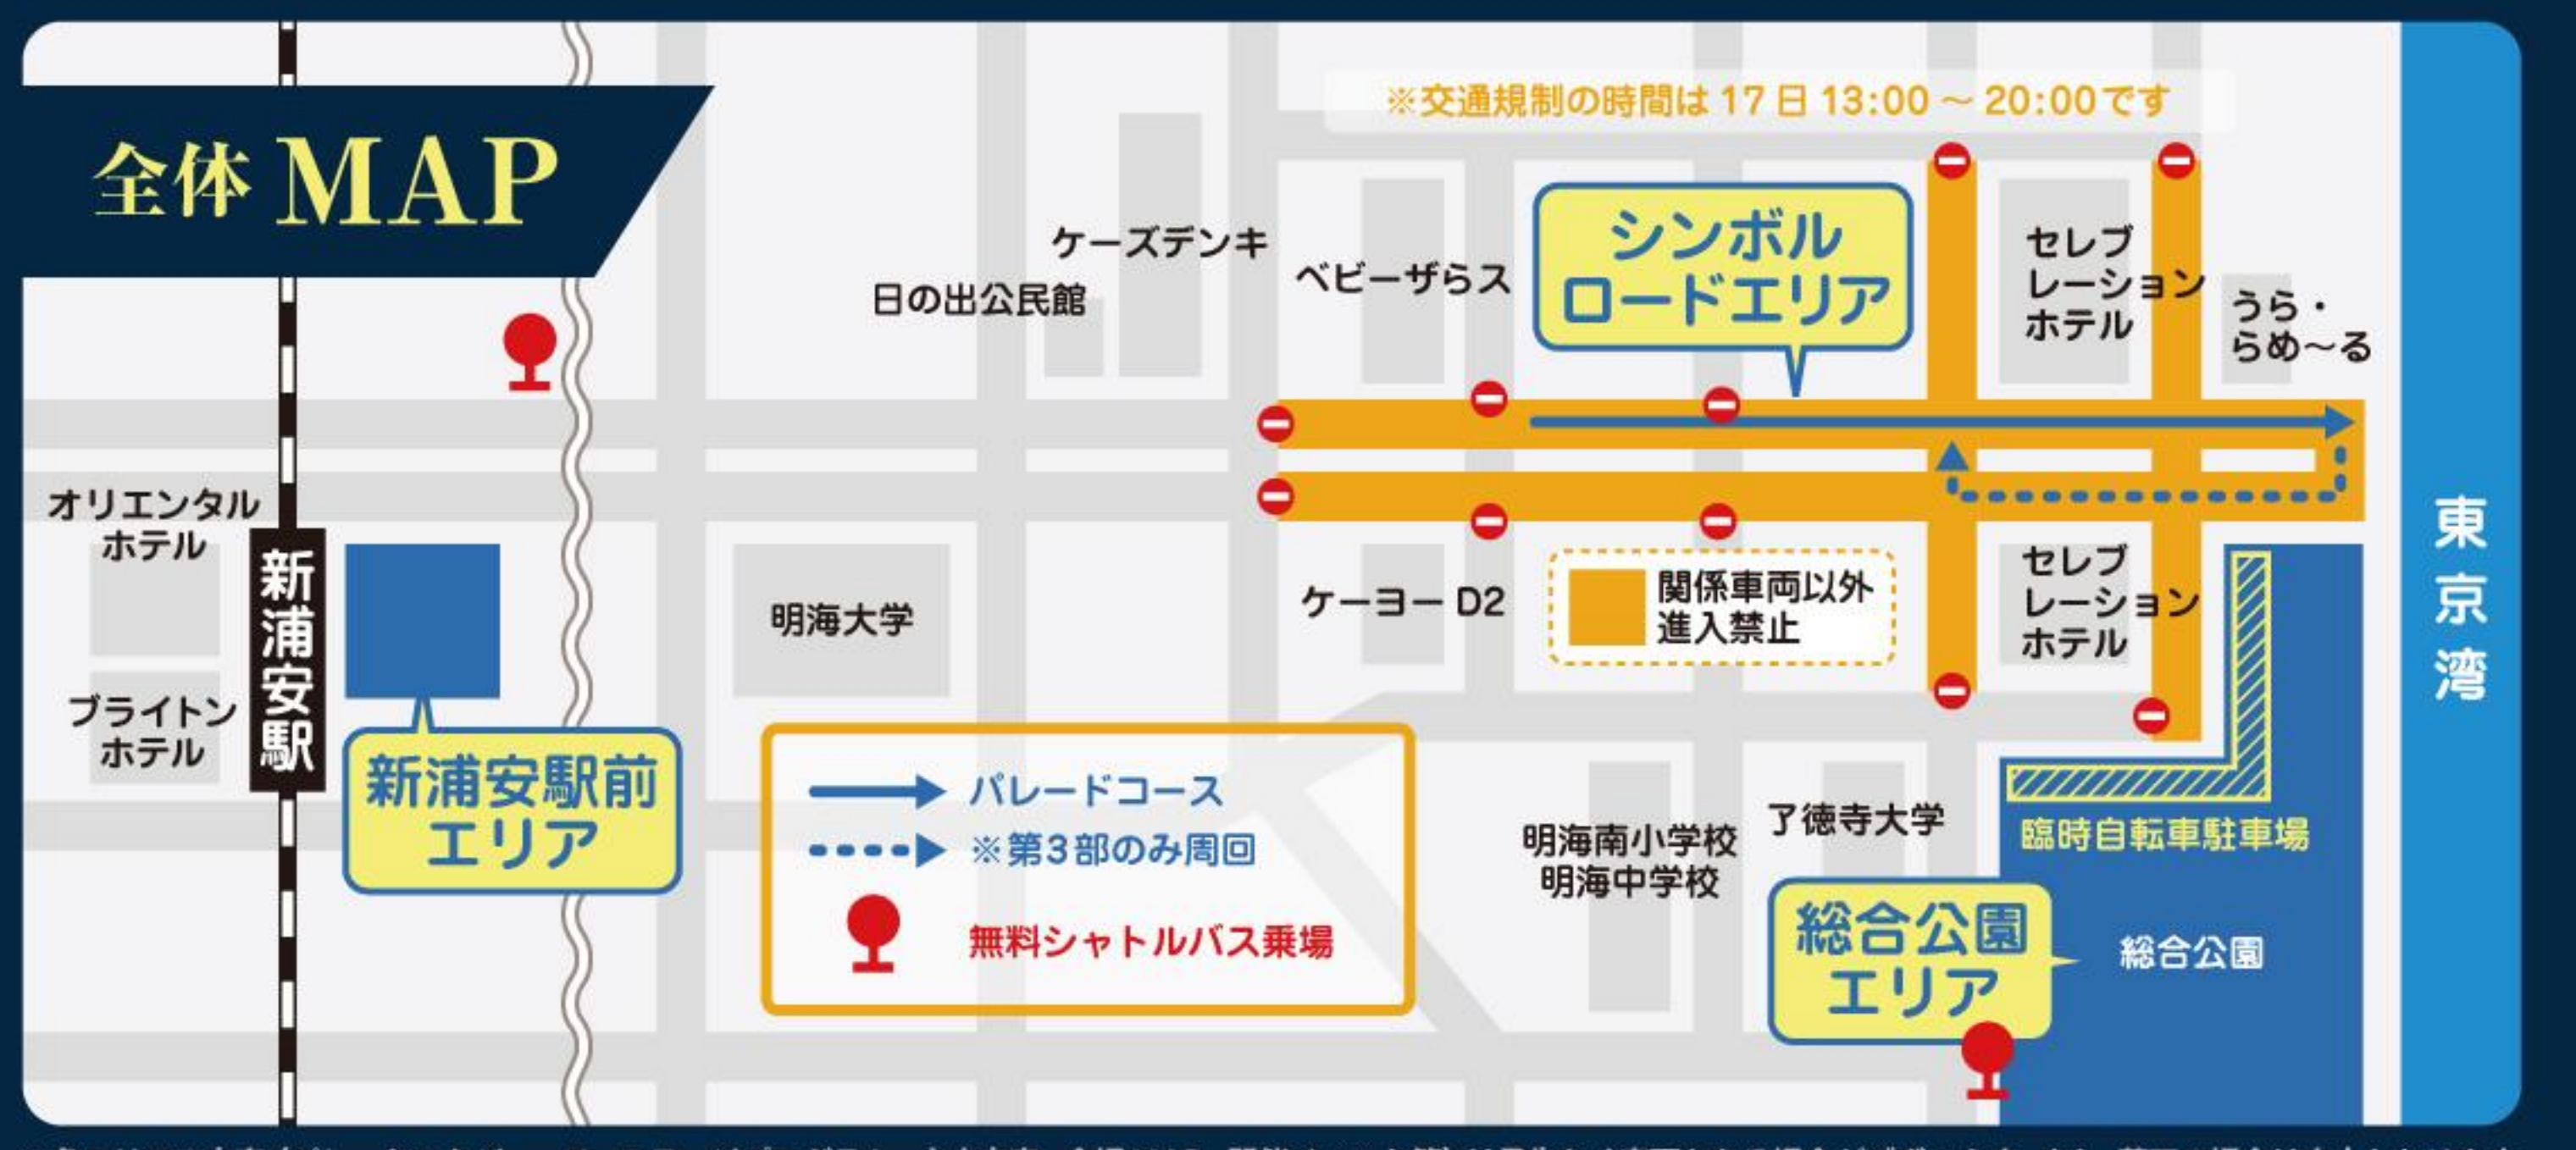 全体 MAP
※交通規制の時間は 17 日 13:00 ～ 20:00です
ケーズデンキ
日の出公民館
ベビーザらス
シンボル
ロードエリア
セレブ
レーション
ホテル
うら・
らめ～る
オリエンタル
ホテル
新浦安駅
ブライトン
ホテル
新浦安駅前
エリア
明海大学
ケーヨー D2
関係車両以外
進入禁止
セレブ
レーション
ホテル
東京湾
パレードコース
※第3部のみ周回
無料シャトルバス乗場
明海南小学校
明海中学校
了徳寺大学
臨時自転車駐車場
総合公園
エリア
総合公園